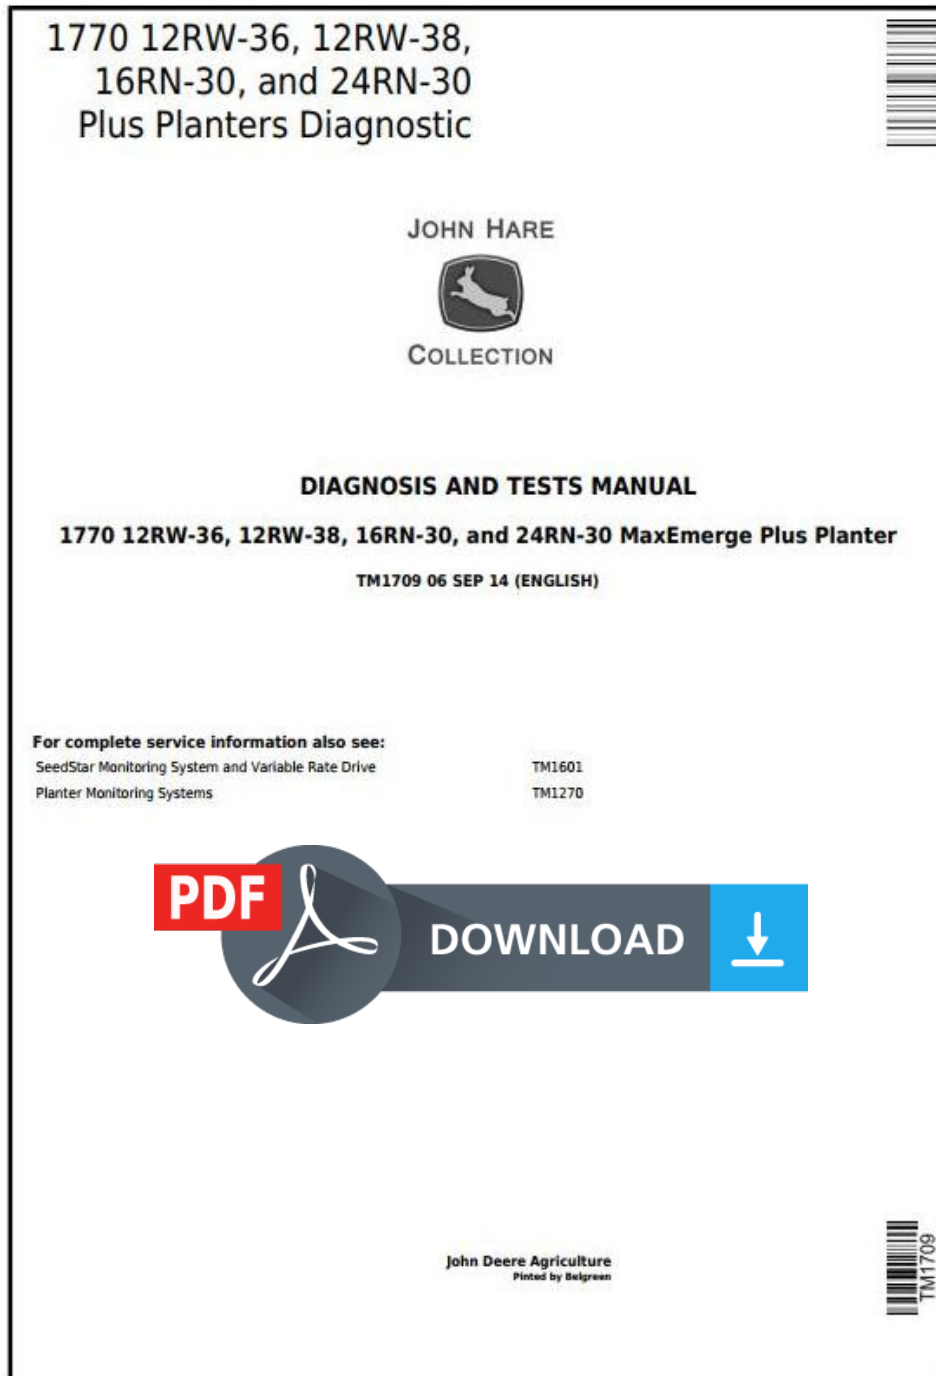 1770 12RW-36, 12RW-38,
16RN-30, and 24RN-30
Plus Planters Diagnostic
JOHN HARE
COLLECTION
DIAGNOSIS AND TESTS MANUAL
1770 12RW-36, 12RW-38, 16RN-30, and 24RN-30 MaxEmerge Plus Planter
TM1709 06 SEP 14 (ENGLISH)
For complete service information also see:
SeedStar Monitoring System and Variable Rate Drive TM1601
Planter Monitoring Systems TM1270
PDF
DOWNLOAD
John Deere Agriculture
Pinted by Belgreen
TM1709